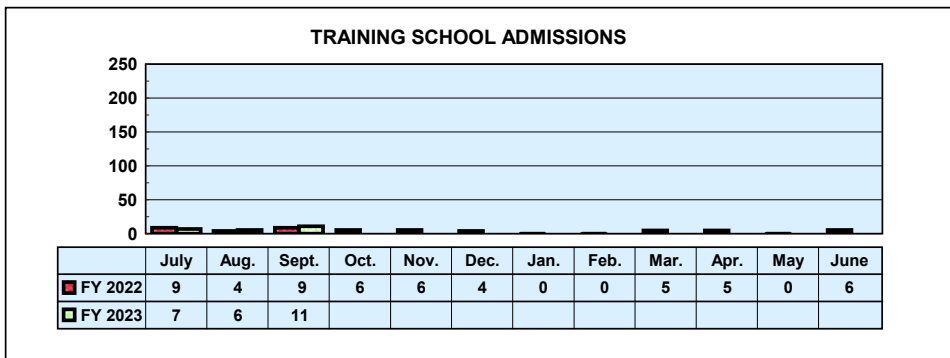 TRAINING SCHOOL ADMISSIONS
250
200
150
100
50
0
July Aug. Sept. Oct. Nov. Dec. Jan. Feb. Mar. Apr. May June
FY 2022 9 4 9 6 6 4 0 0 5 5 0 6
FY 2023 7 6 11